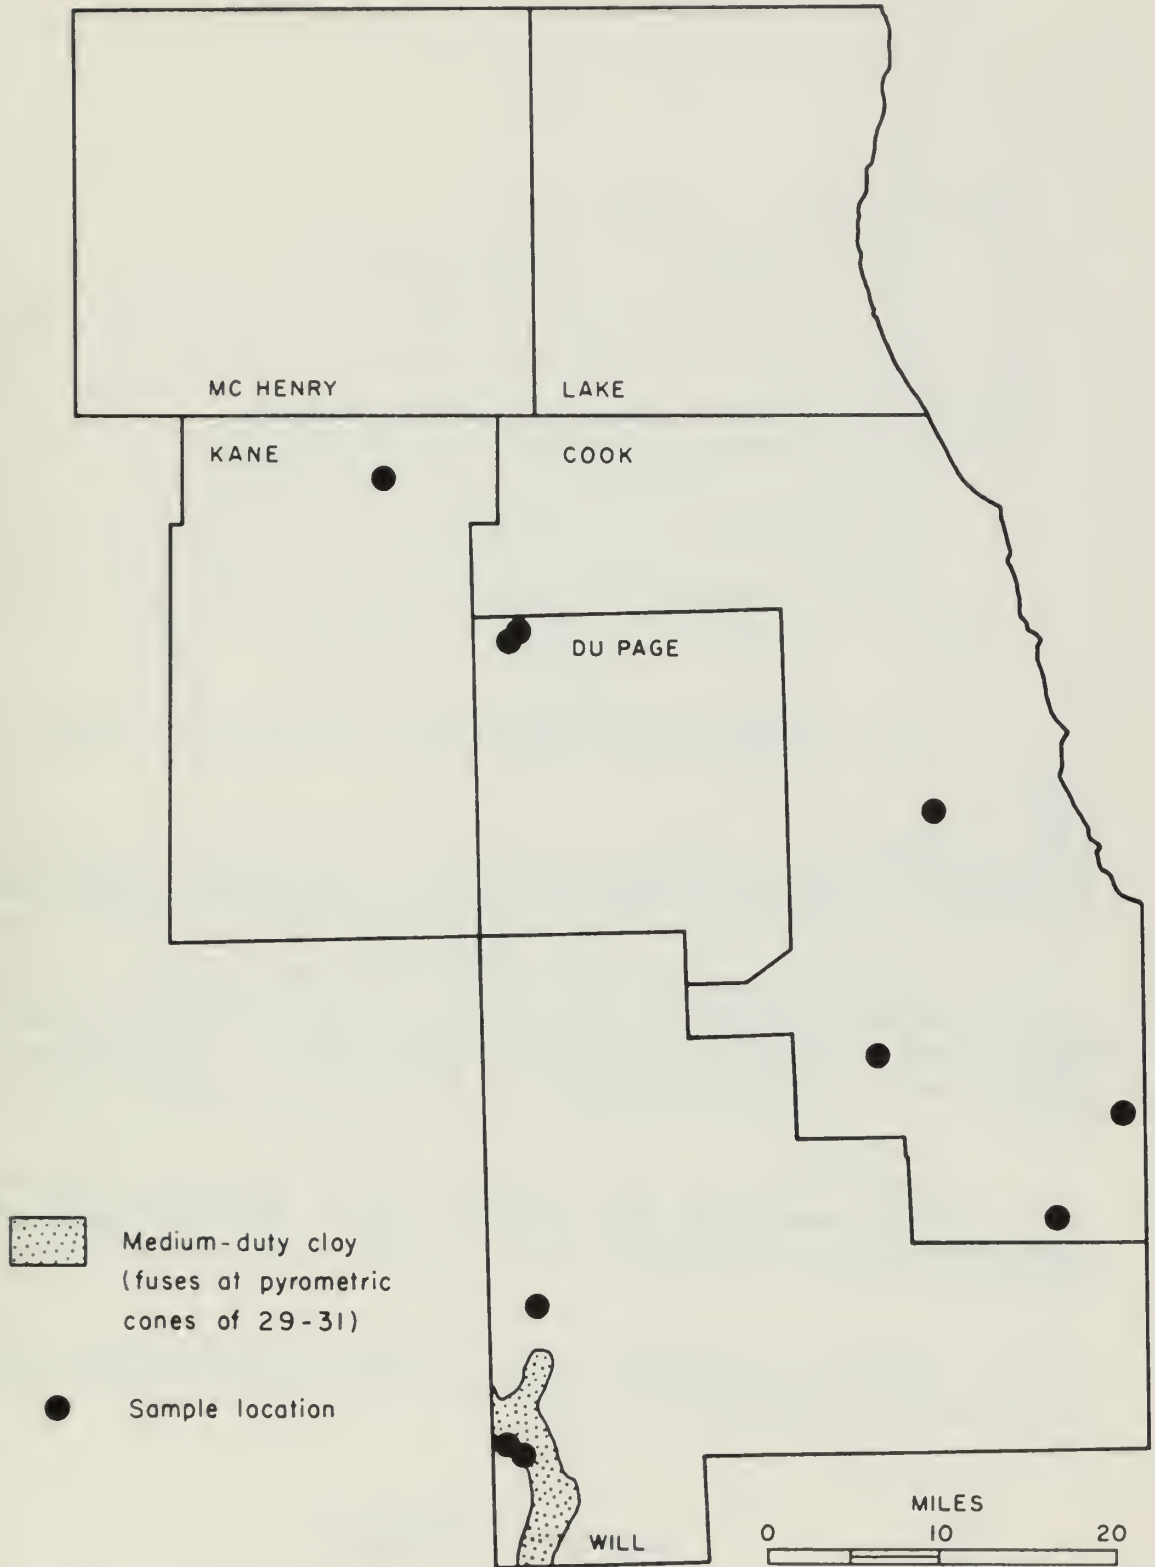 MC HENRY
LAKE
KANE
COOK
DU PAGE
Medium-duty clay
(fuses at pyrometric
cones of 29-31)
Sample location
WILL
MILES
0 10 20